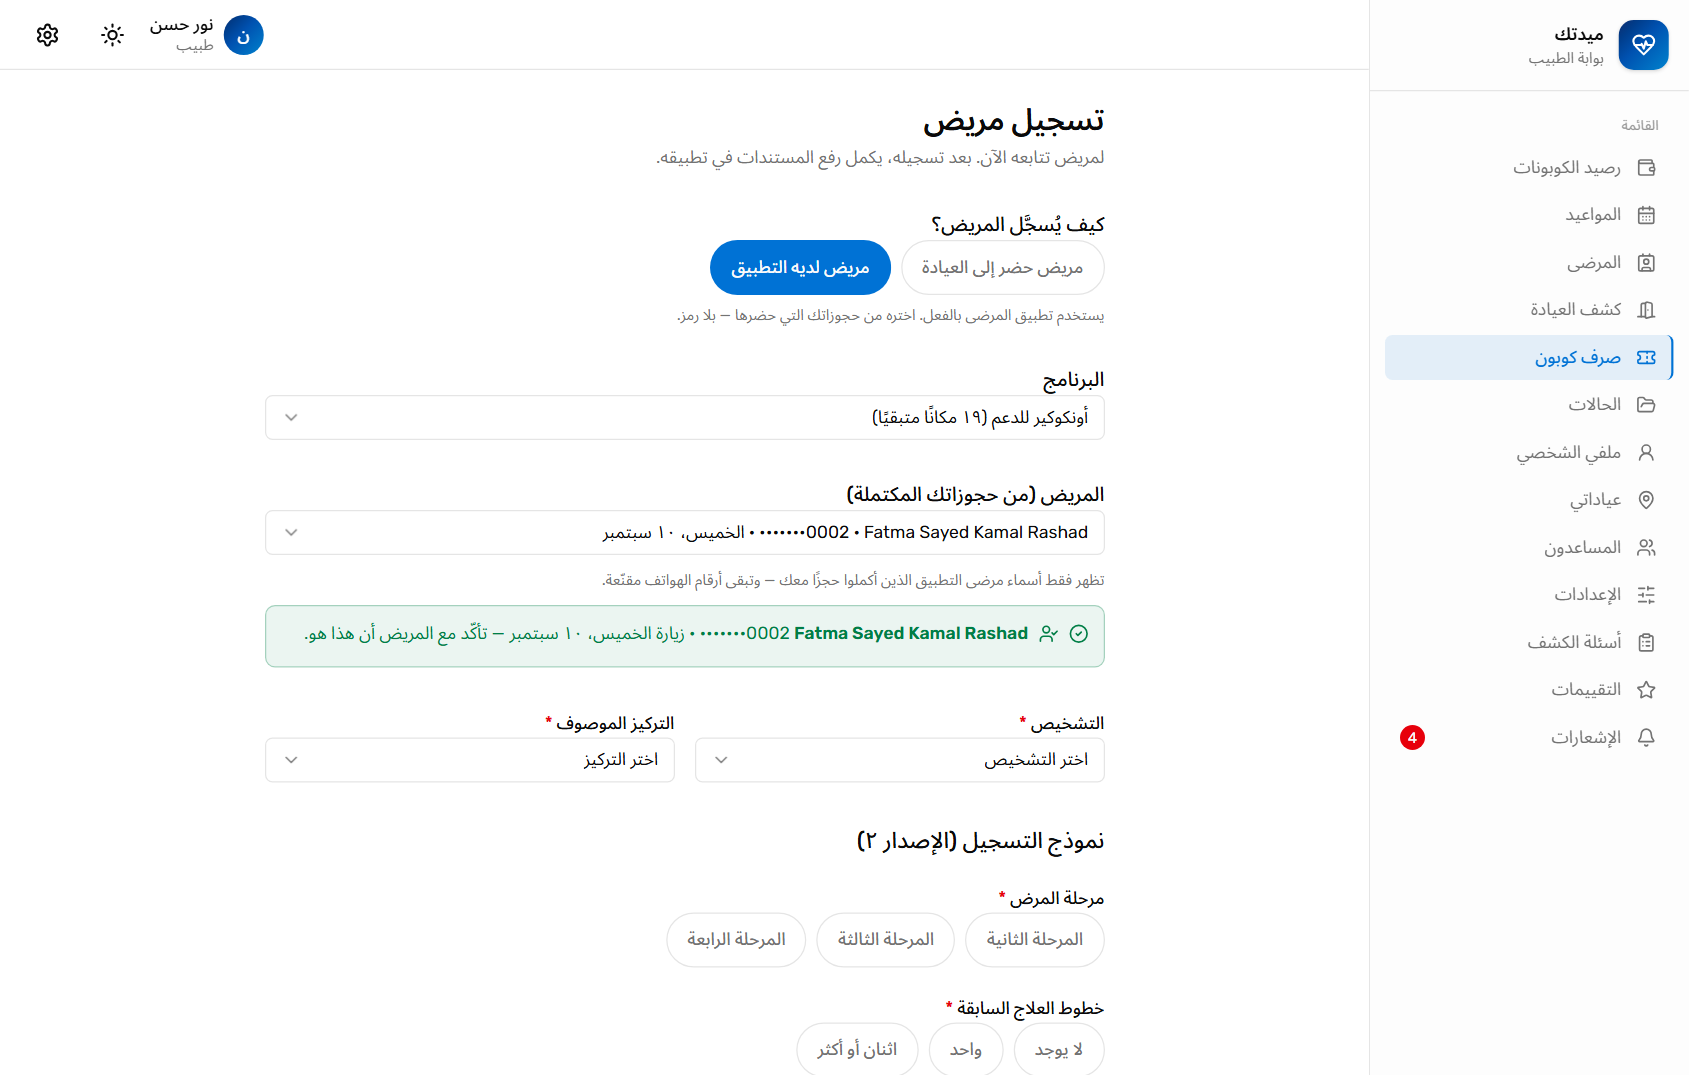 ميدتك
بوابة الطبيب
القائمة
رصيد الكوبونات
المواعيد
المرضى
كشف العيادة
صرف كوبون
الحالات
ملفي الشخصي
عياداتي
المساعدون
الإعدادات
أسئلة الكشف
التقييمات
الإشعارات
4
ن
نور حسن
طبيب
تسجيل مريض
لمريض تتابعه الآن. بعد تسجيله، يكمل رفع المستندات في تطبيقه.
كيف يُسجَّل المريض؟
مريض حضر إلى العيادة
مريض لديه التطبيق
يستخدم تطبيق المرضى بالفعل. اختره من حجوزاتك التي حضرها – بلا رمز.
البرنامج
أونكوكير للدعم (١٩ مكانًا متبقيًا)
المريض (من حجوزاتك المكتملة)
Fatma Sayed Kamal Rashad • •••••••0002 • الخميس، ١٠ سبتمبر
تظهر فقط أسماء مرضى التطبيق الذين أكملوا حجزًا معك – وتبقى أرقام الهواتف مقنّعة.
Fatma Sayed Kamal Rashad •••••••0002 • زيارة الخميس، ١٠ سبتمبر – تأكّد مع المريض أن هذا هو.
التشخيص *
اختر التشخيص
التركيز الموصوف *
اختر التركيز
نموذج التسجيل (الإصدار ٢)
مرحلة المرض *
المرحلة الثانية
المرحلة الثالثة
المرحلة الرابعة
خطوط العلاج السابقة *
لا يوجد
واحد
اثنان أو أكثر